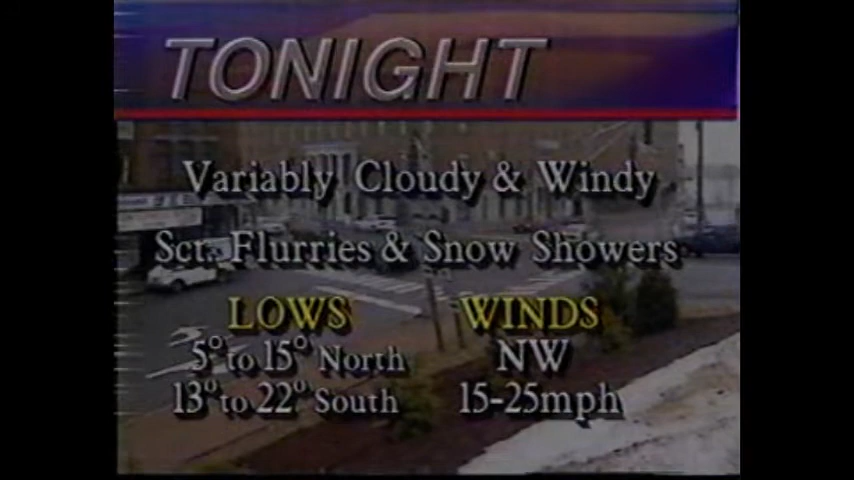 TONIGHT
Variably Cloudy & Windy
Sct. Flurries & Snow Showers
LOWS WINDS
5° to 15° North NW
13° to 22° South 15-25mph